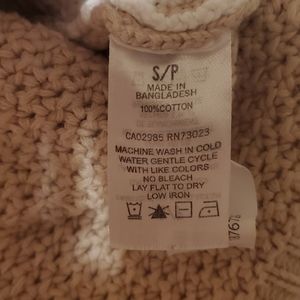 S/P
MADE IN
BANGLADESH
100%COTTON
CA02985 RN73023
MACHINE WASH IN COLD
WATER GENTLE CYCLE
WITH LIKE COLORS
NO BLEACH
LAY FLAT TO DRY
LOW IRON